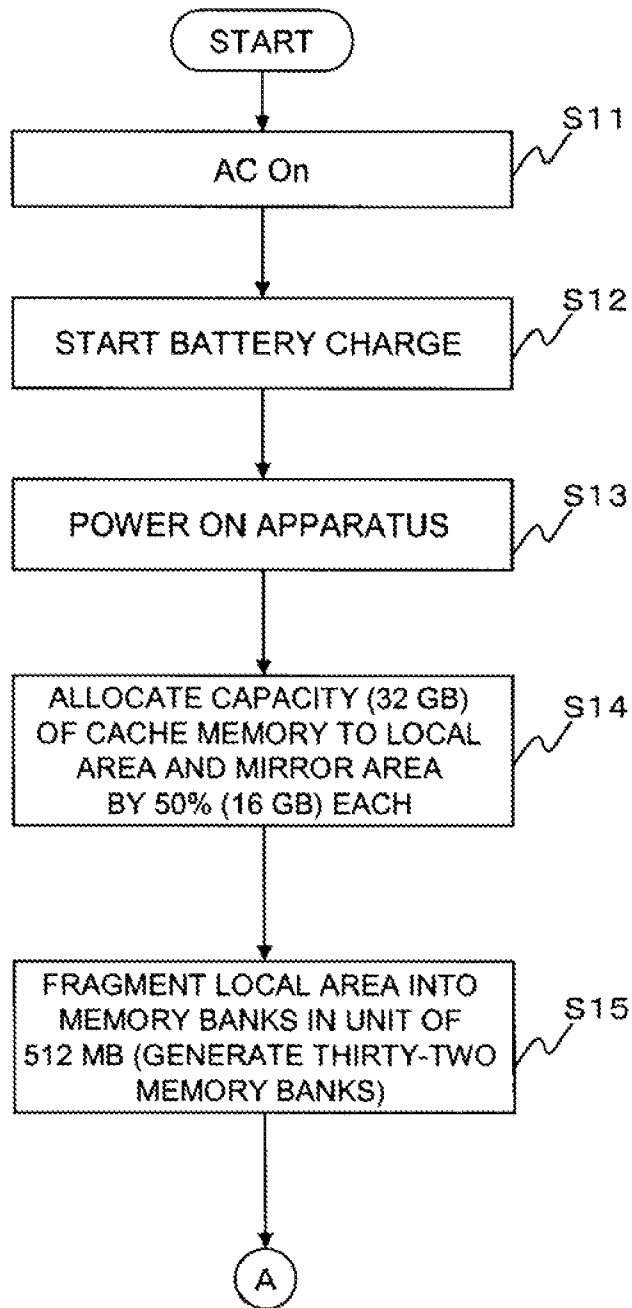 START
S11
AC On
S12
START BATTERY CHARGE
S13
POWER ON APPARATUS
S14
ALLOCATE CAPACITY (32 GB)
OF CACHE MEMORY TO LOCAL
AREA AND MIRROR AREA
BY 50% (16 GB) EACH
S15
FRAGMENT LOCAL AREA INTO
MEMORY BANKS IN UNIT OF
512 MB (GENERATE THIRTY-TWO
MEMORY BANKS)
A